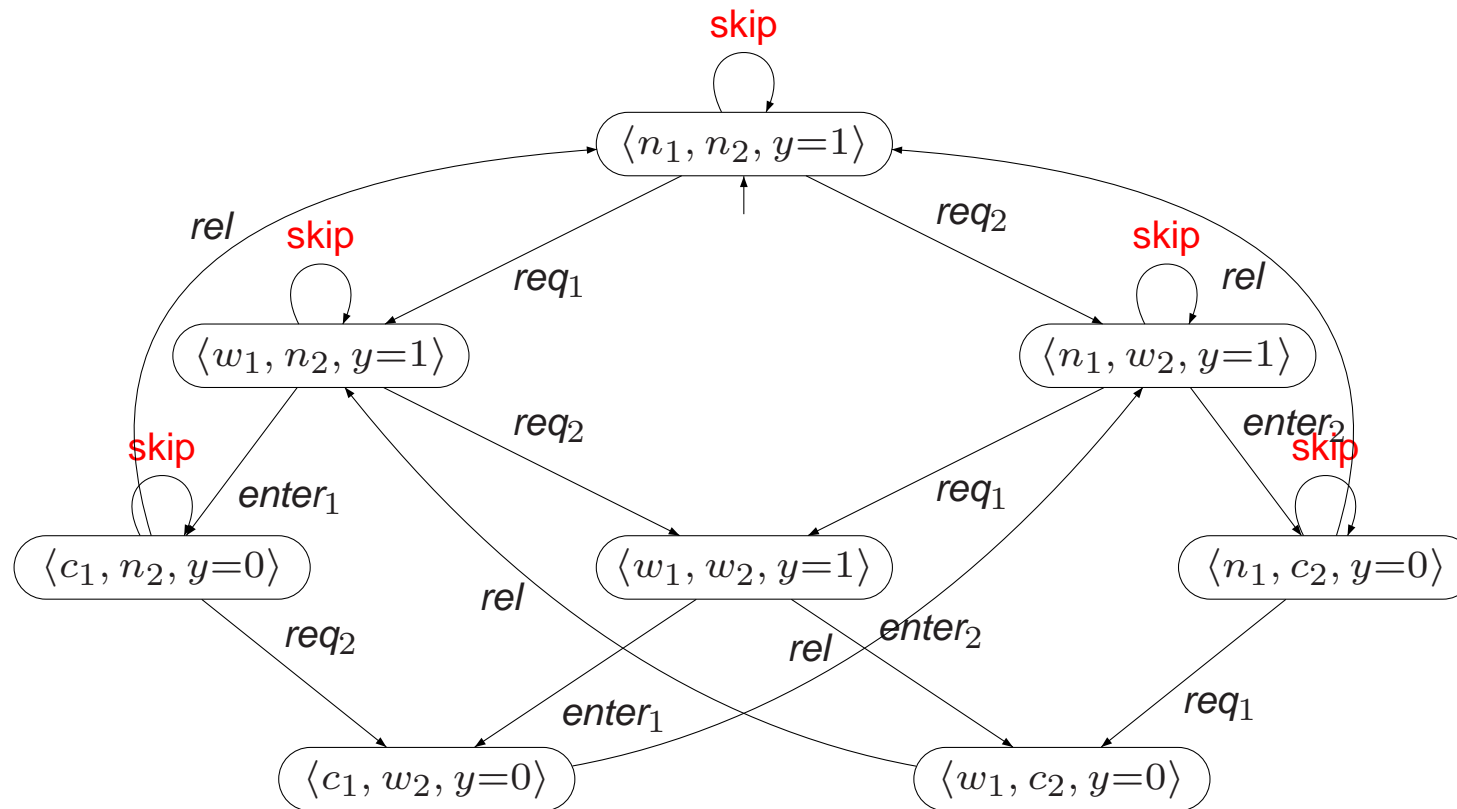 skip
⟨n₁, n₂, y=1⟩
rel
req₂
skip
skip
rel
req₁
⟨w₁, n₂, y=1⟩
⟨n₁, w₂, y=1⟩
req₂
enter₂
skip
skip
enter₁
req₁
⟨c₁, n₂, y=0⟩
⟨w₁, w₂, y=1⟩
⟨n₁, c₂, y=0⟩
rel
req₂
rel
enter₂
enter₁
req₁
⟨c₁, w₂, y=0⟩
⟨w₁, c₂, y=0⟩